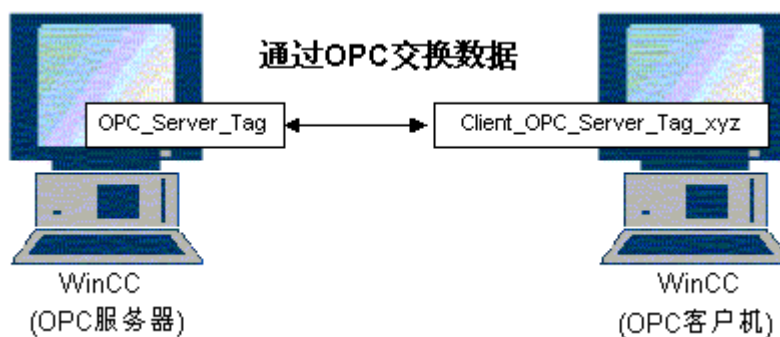 通过OPC交换数据
OPC_Server_Tag
Client_OPC_Server_Tag_xyz
WinCC
(OPC服务器)
WinCC
(OPC客户机)